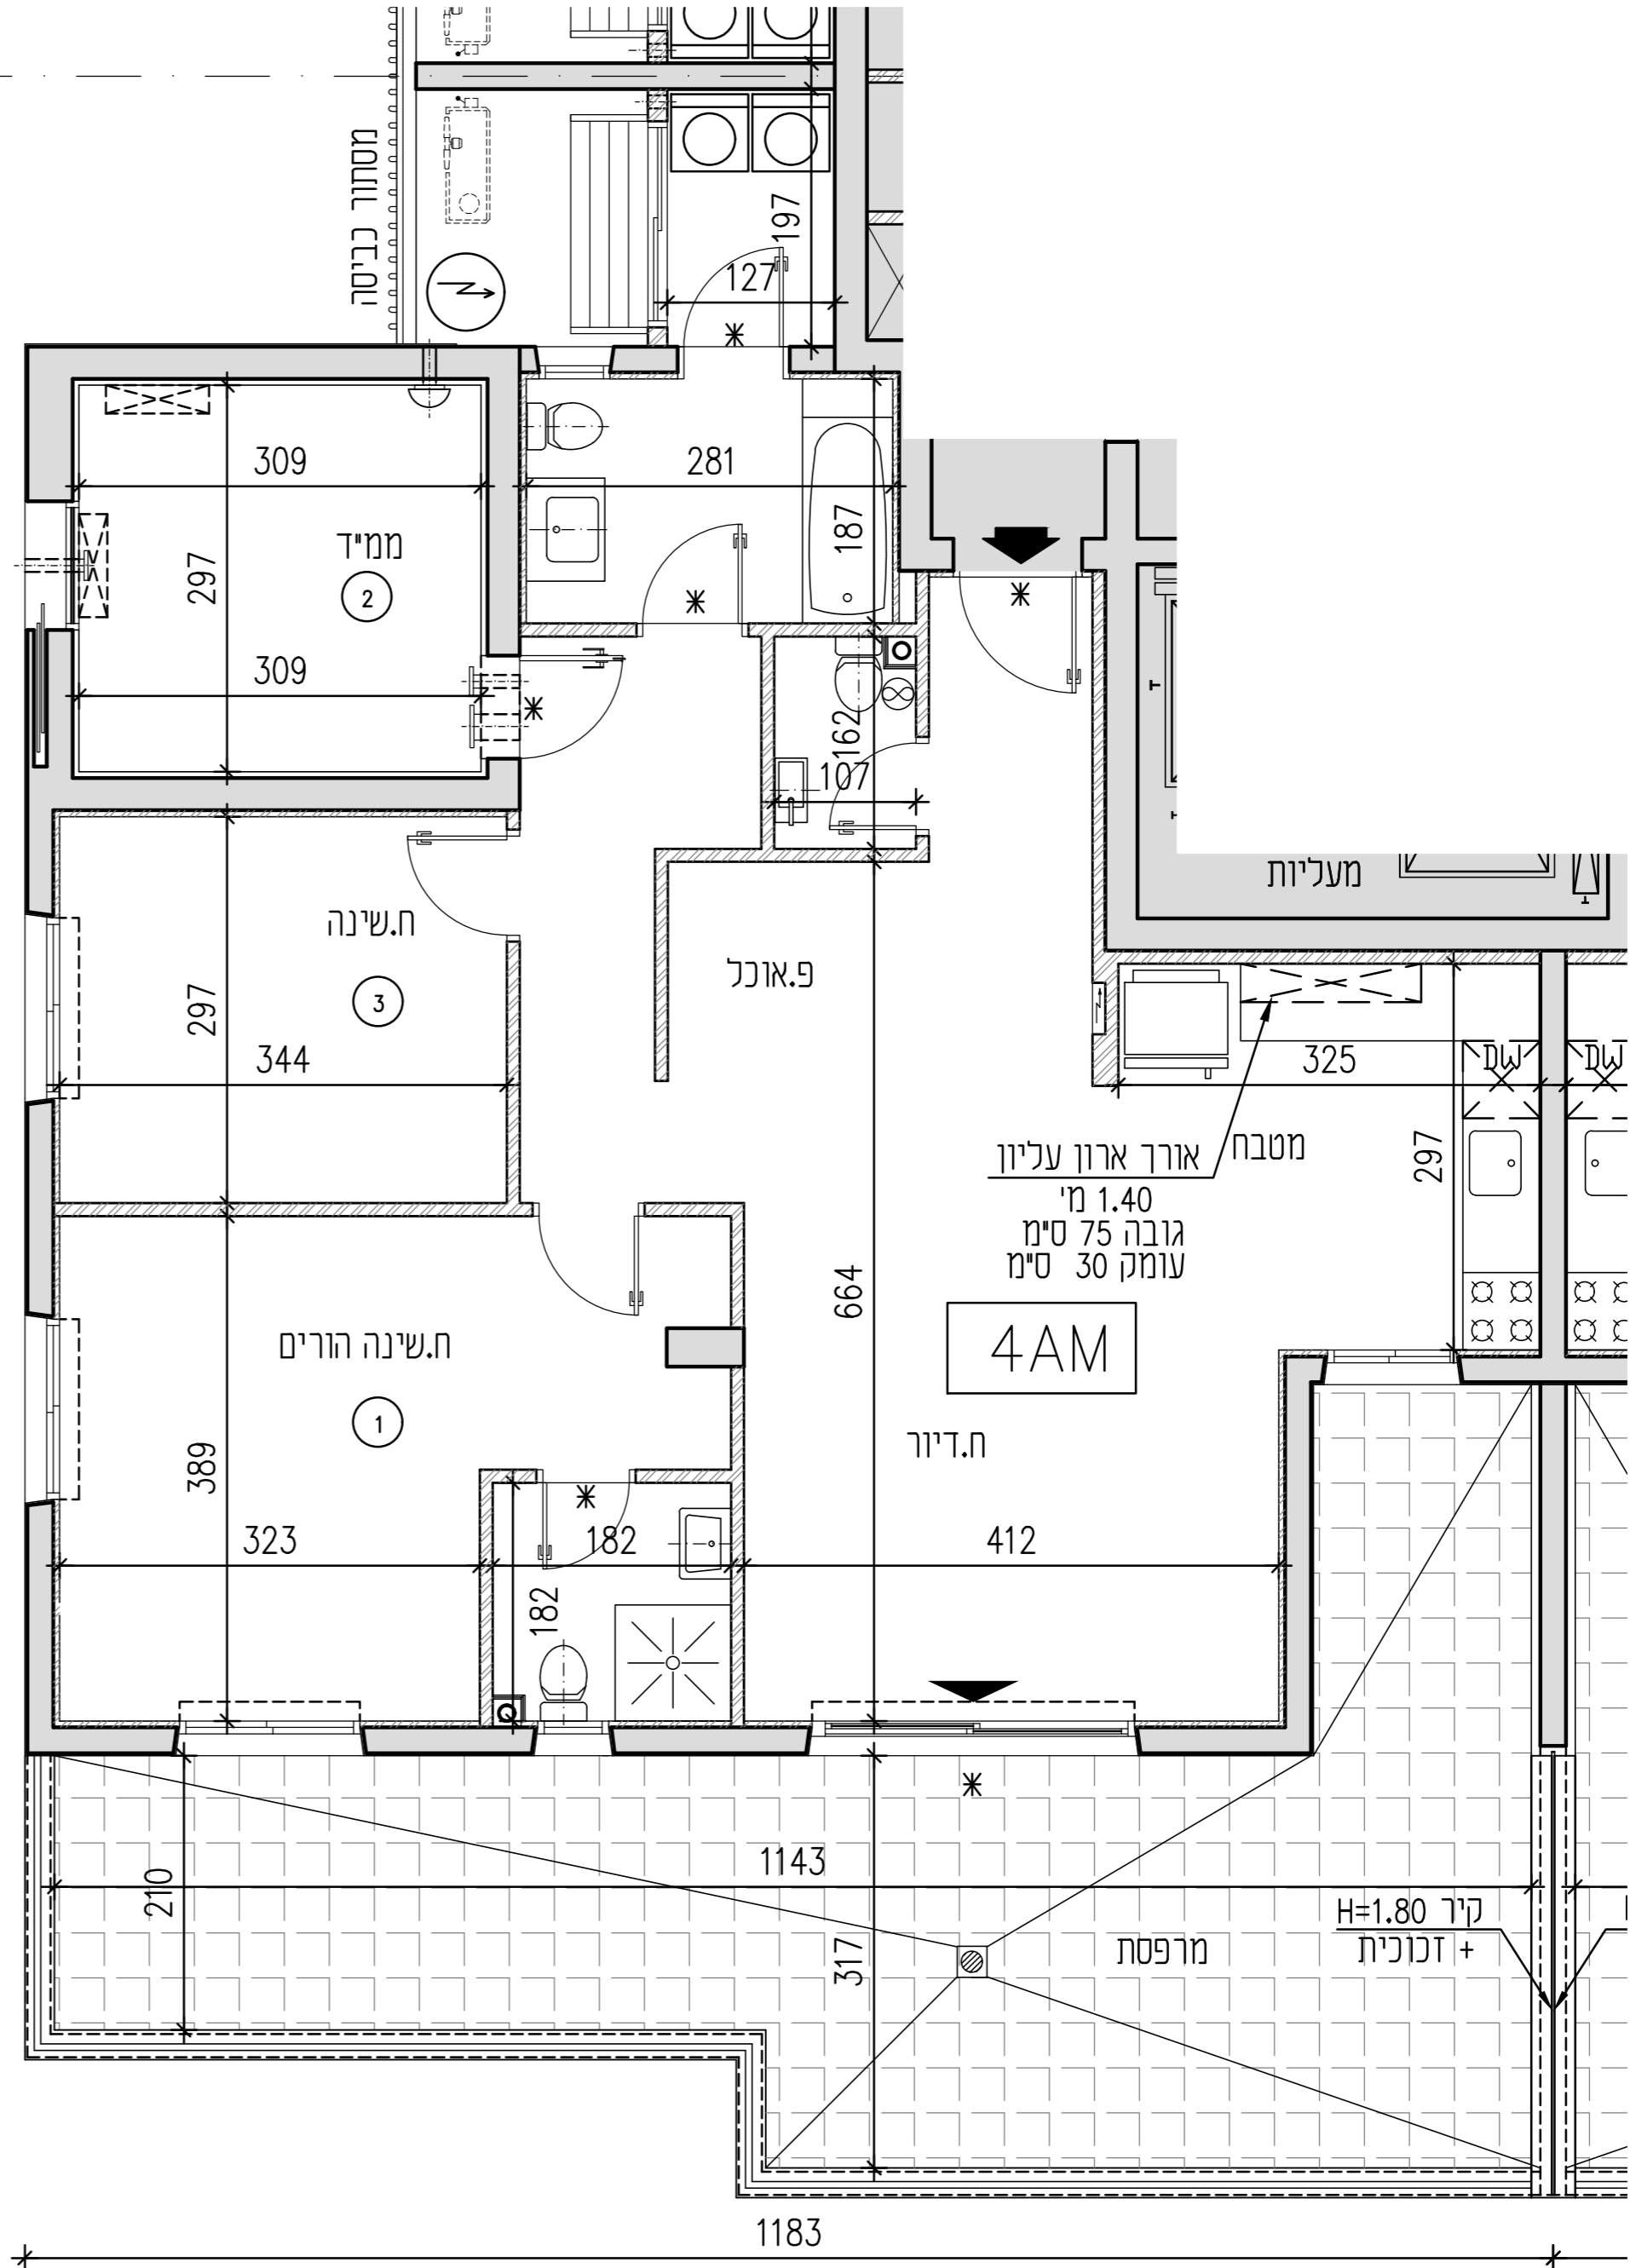 מסתור כביסה
197
127
309
281
187
ממ"ד
2
297
309
162
107
מעליות
ח.שינה
3
297
344
פ.אוכל
DW
DW
325
מטבח
297
אורך ארון עליון
1.40 מ'
גובה 75 ס"מ
עומק 30 ס"מ
664
4AM
ח.שינה הורים
1
389
ח.דיור
323
182
412
182
1143
210
317
מרפסת
קיר H=1.80
+ זכוכית
1183